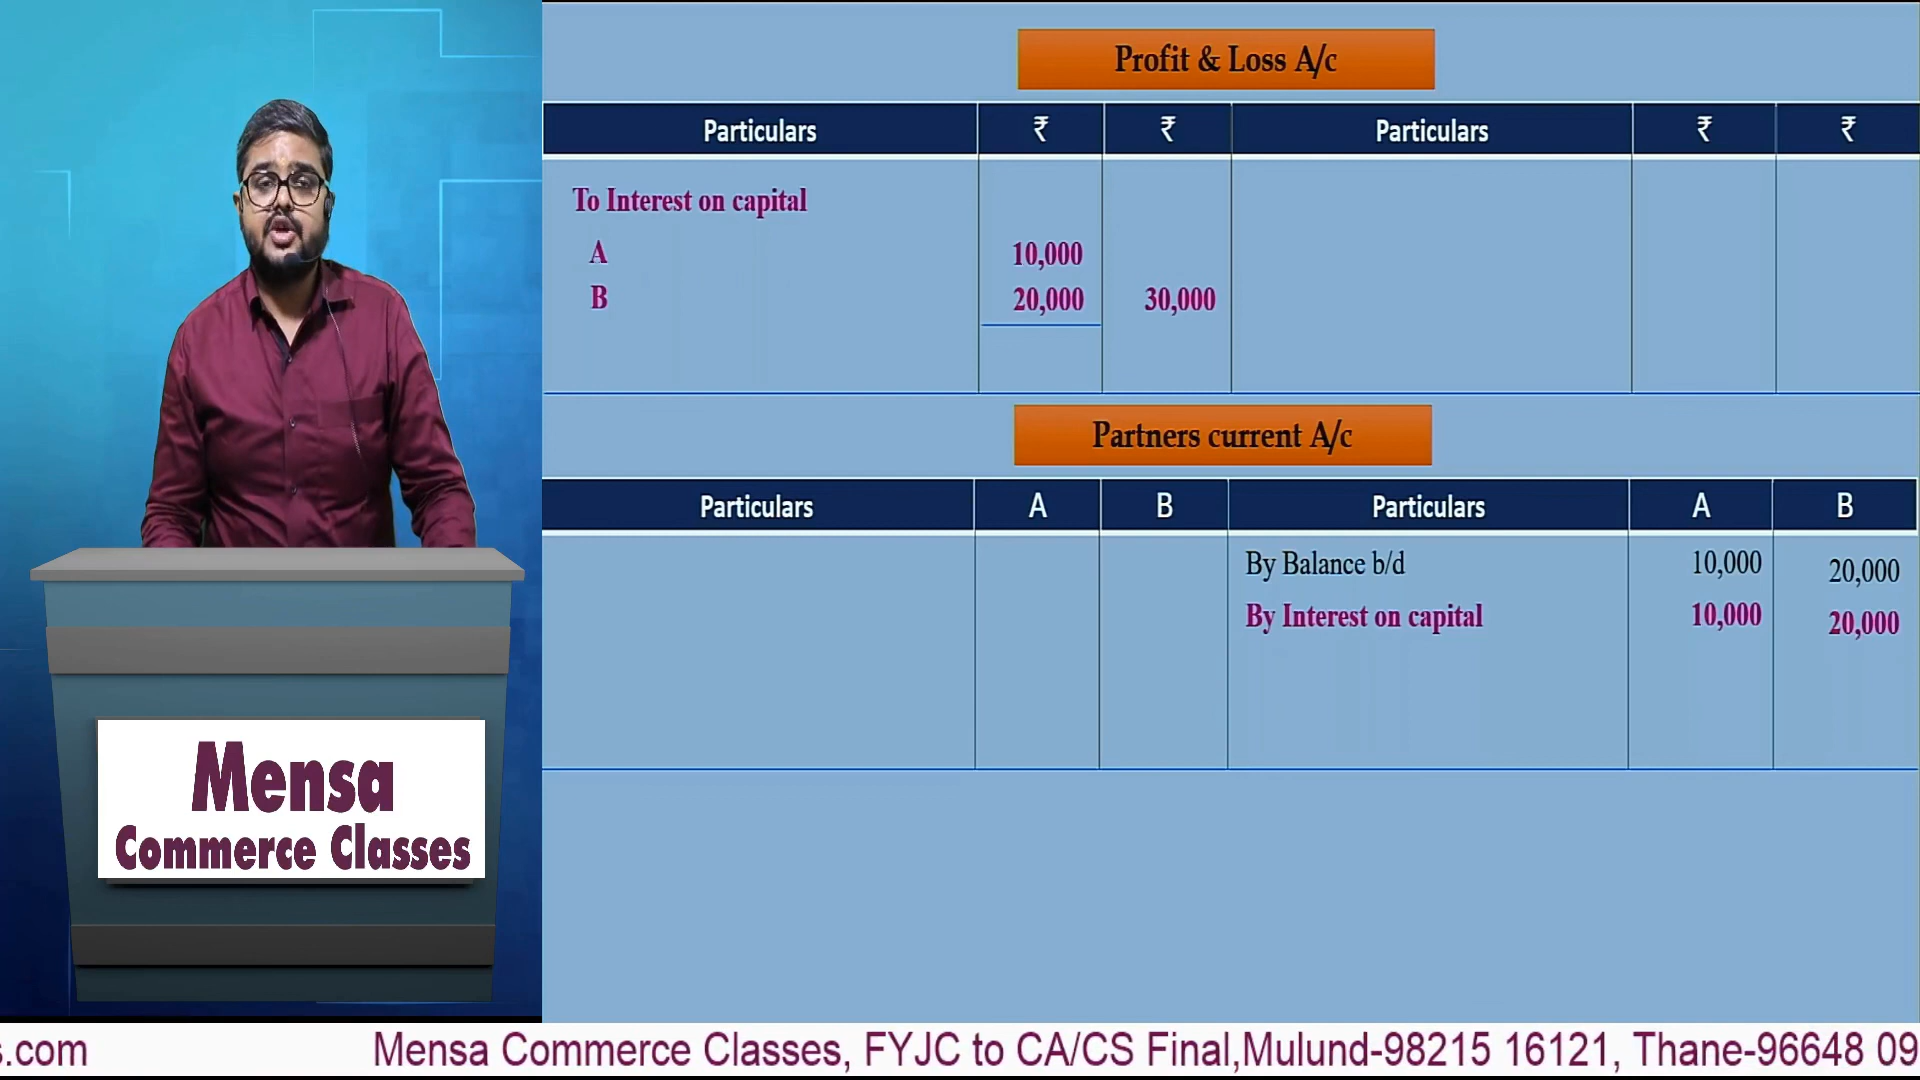 Profit & Loss A/c
Particulars ₹ ₹ Particulars ₹ ₹
To Interest on capital
A 10,000
B 20,000 30,000
Partners current A/c
Particulars A B Particulars A B
By Balance b/d 10,000 20,000
By Interest on capital 10,000 20,000
Mensa
Commerce Classes
s.com Mensa Commerce Classes, FYJC to CA/CS Final,Mulund-98215 16121, Thane-96648 09